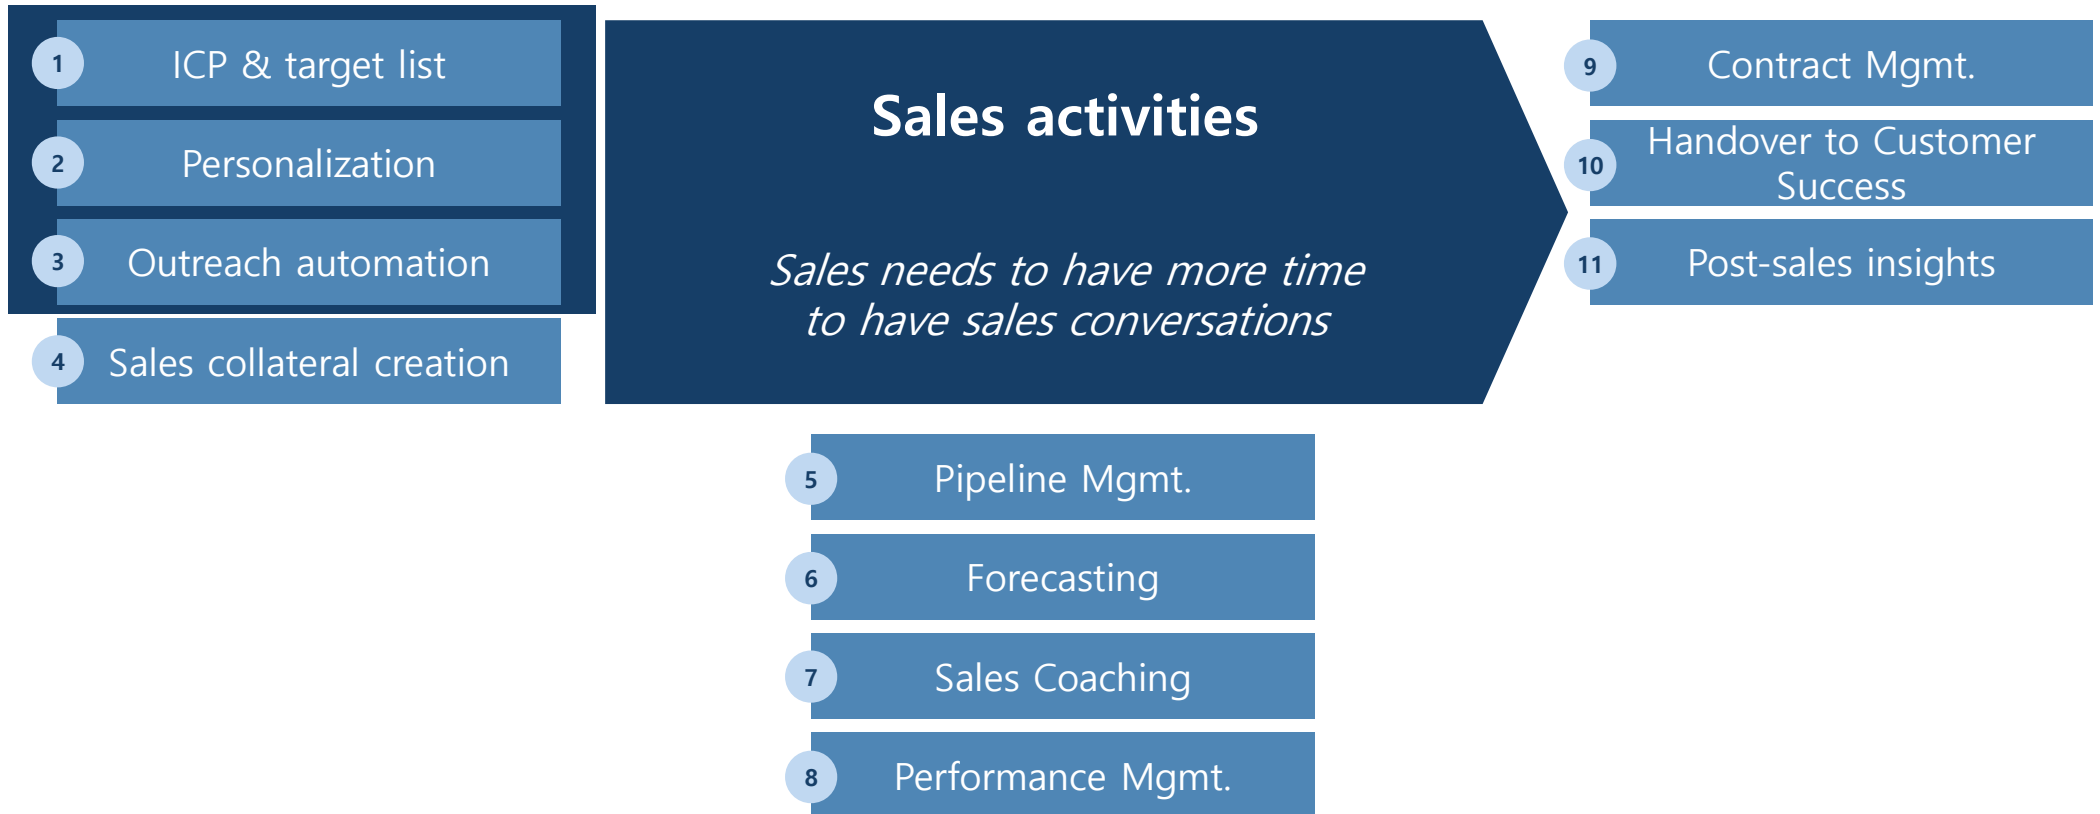 1
ICP & target list
2
Personalization
3
Outreach automation
4
Sales collateral creation
Sales activities
Sales needs to have more time
to have sales conversations
5
Pipeline Mgmt.
6
Forecasting
7
Sales Coaching
8
Performance Mgmt.
9
Contract Mgmt.
10
Handover to Customer
Success
11
Post-sales insights